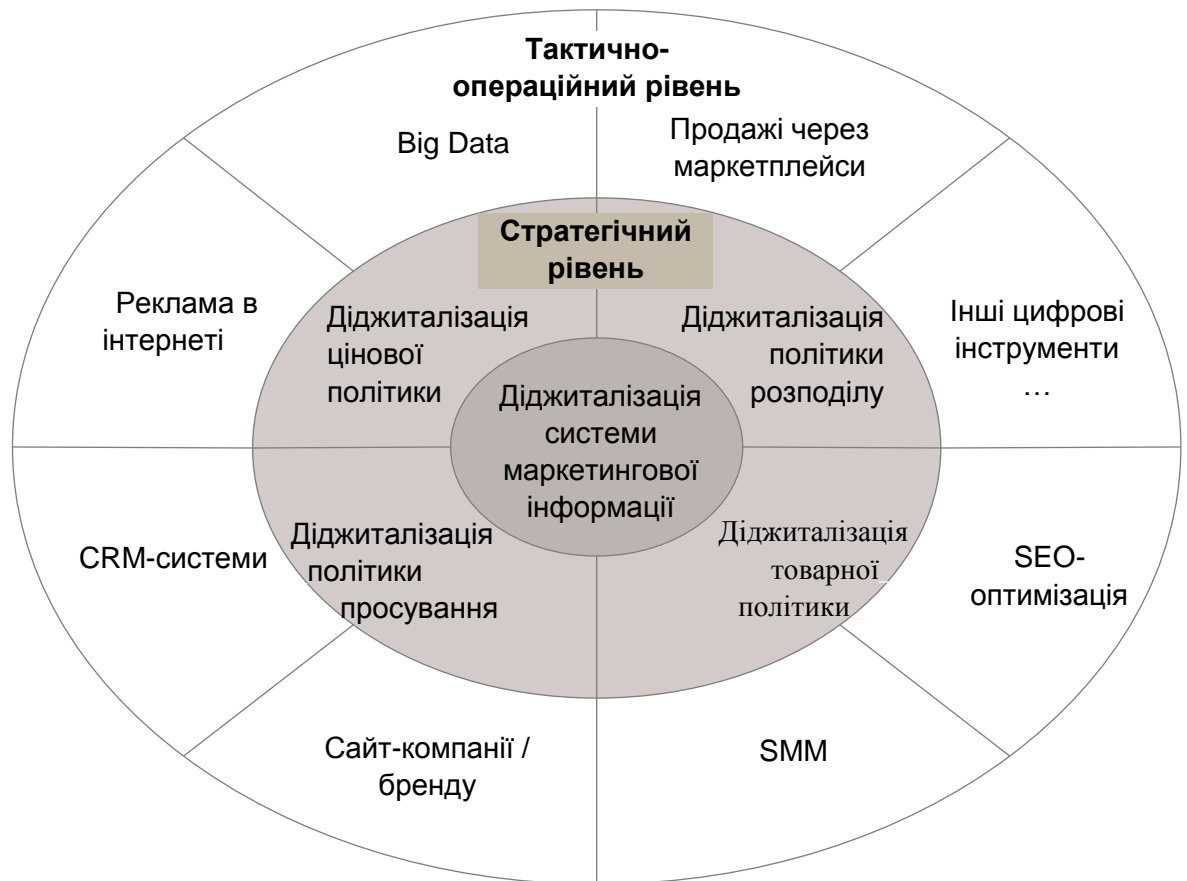 Тактично-
операційний рівень
Big Data
Продажі через
маркетплейси
Стратегічний
рівень
Реклама в
інтернеті
Діджиталізація
цінової
політики
Діджиталізація
політики
розподілу
Інші цифрові
інструменти
…
Діджиталізація
системи
маркетингової
інформації
CRM-системи
Діджиталізація
політики
просування
Діджиталізація
товарної
політики
SEO-
оптимізація
Сайт-компанії /
бренду
SMM